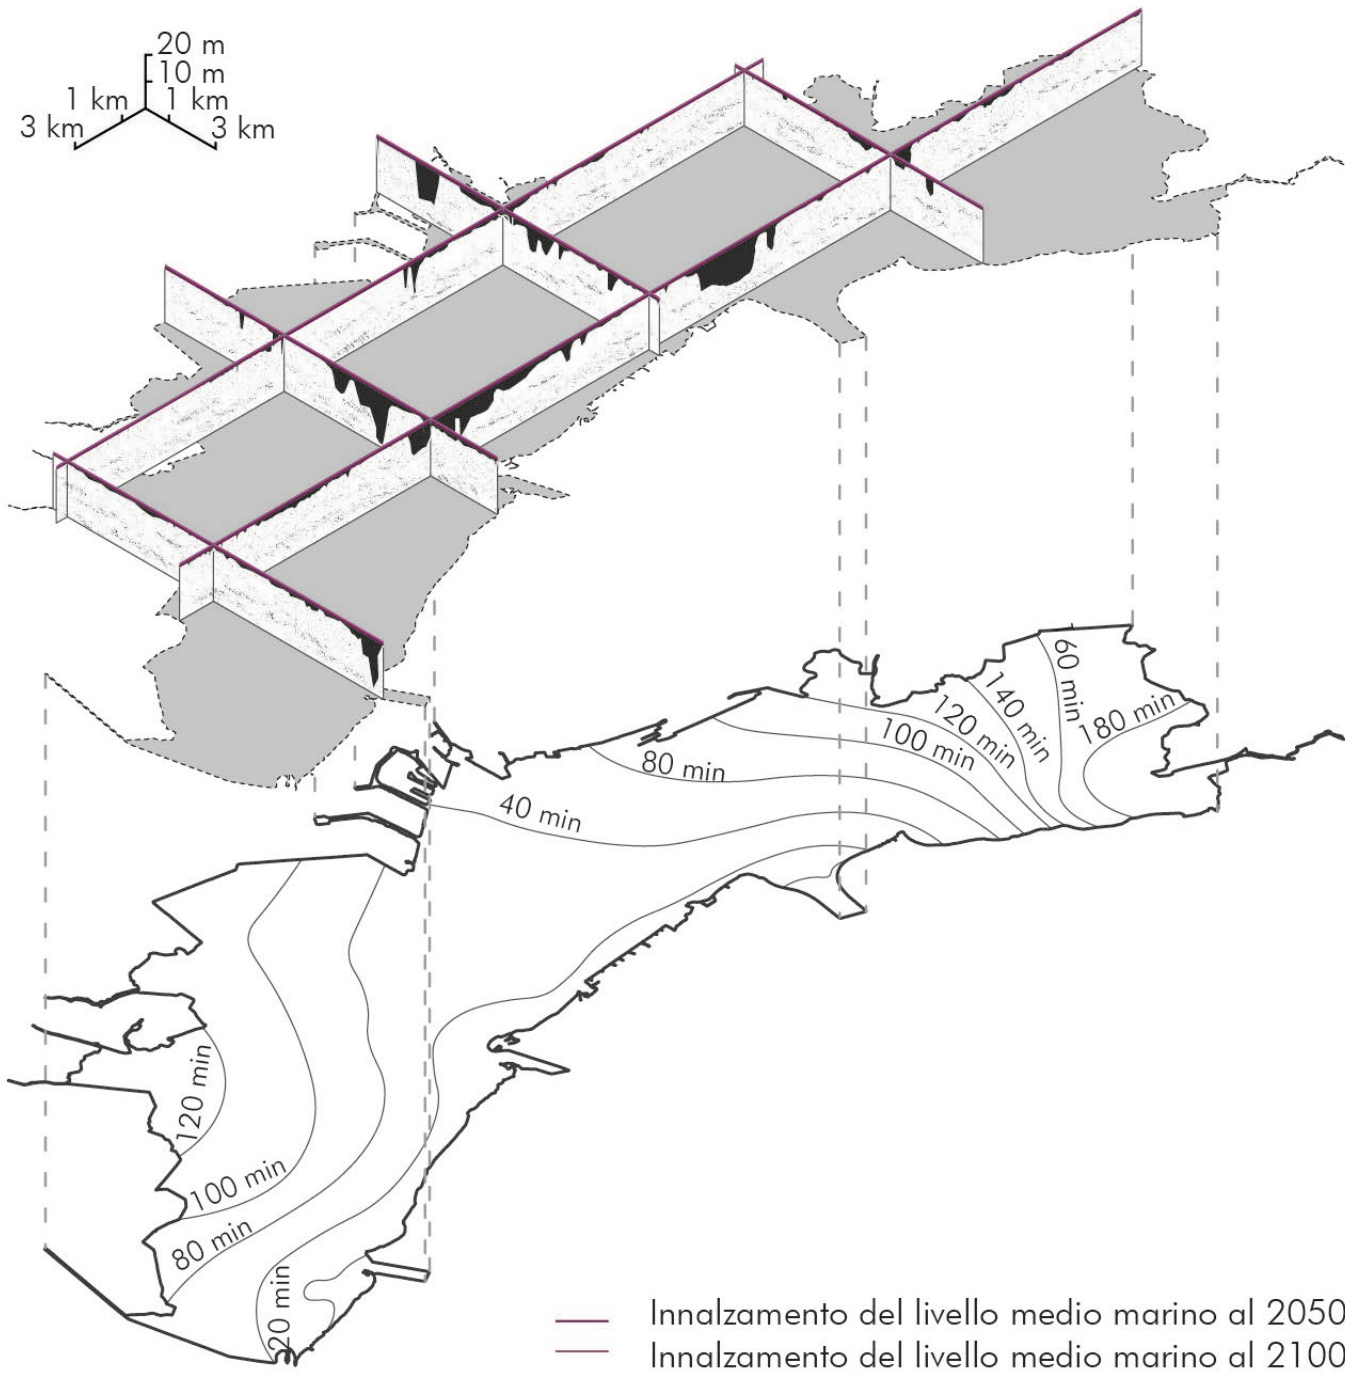 20 m
10 m
1 km 1 km
3 km 3 km
60 min
140 min
180 min
120 min
100 min
80 min
40 min
120 min
100 min
80 min
20 min
Innalzamento del livello medio marino al 2050
Innalzamento del livello medio marino al 2100